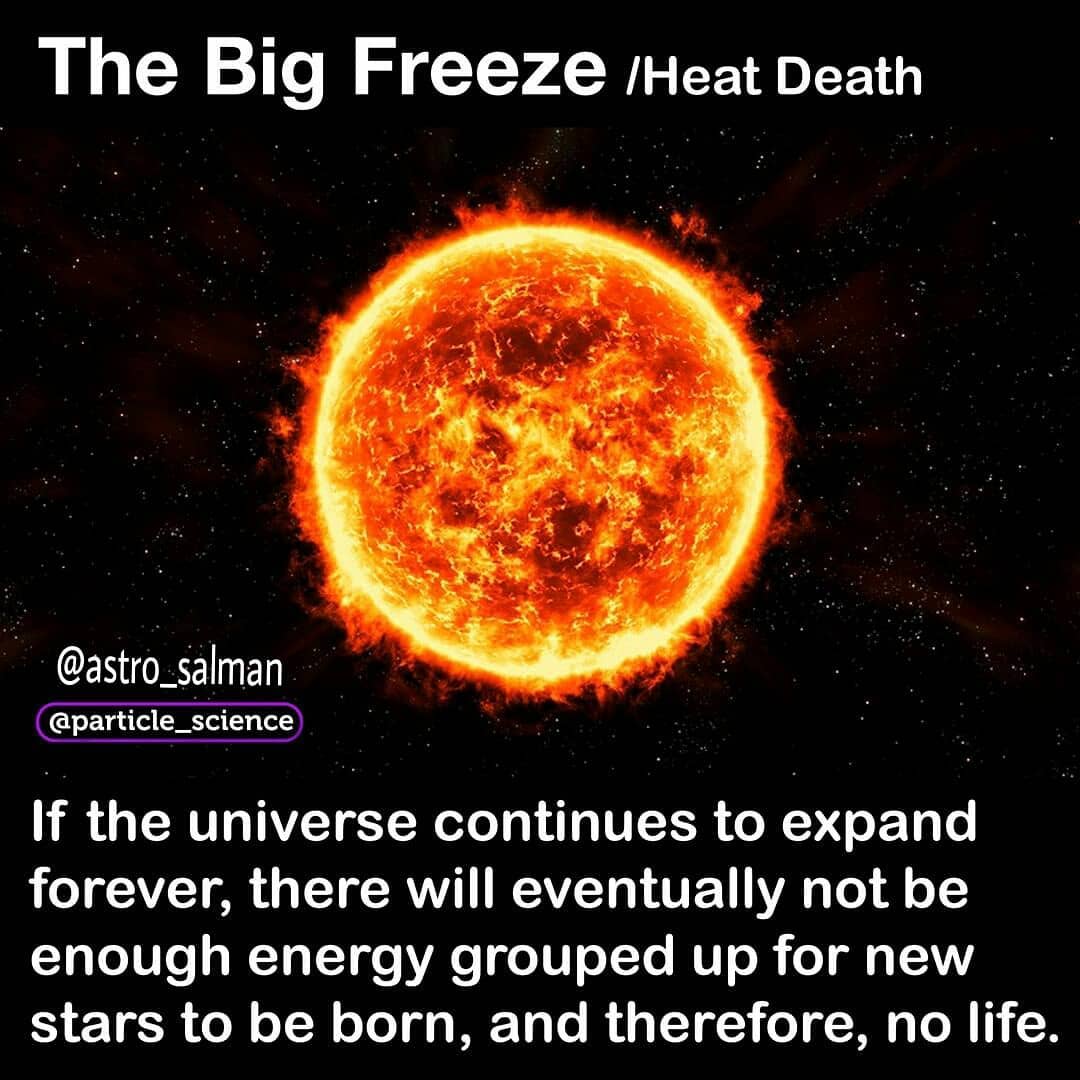 The Big Freeze /Heat Death
@astro_salman
@particle_science
If the universe continues to expand
forever, there will eventually not be
enough energy grouped up for new
stars to be born, and therefore, no life.